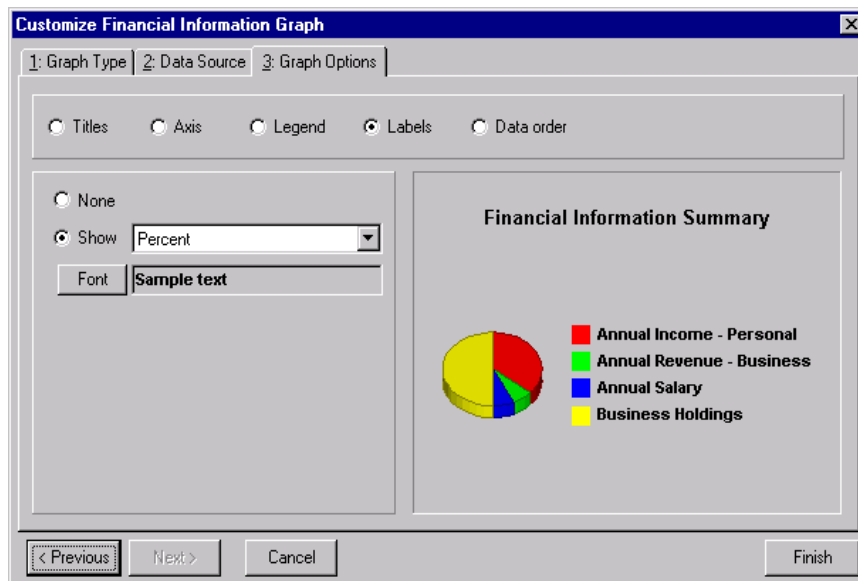 Customize Financial Information Graph
1: Graph Type 2: Data Source 3: Graph Options
Titles Axis Legend Labels Data order
None
Show Percent
Font Sample text
Financial Information Summary
Annual Income - Personal
Annual Revenue - Business
Annual Salary
Business Holdings
< Previous Next > Cancel Finish